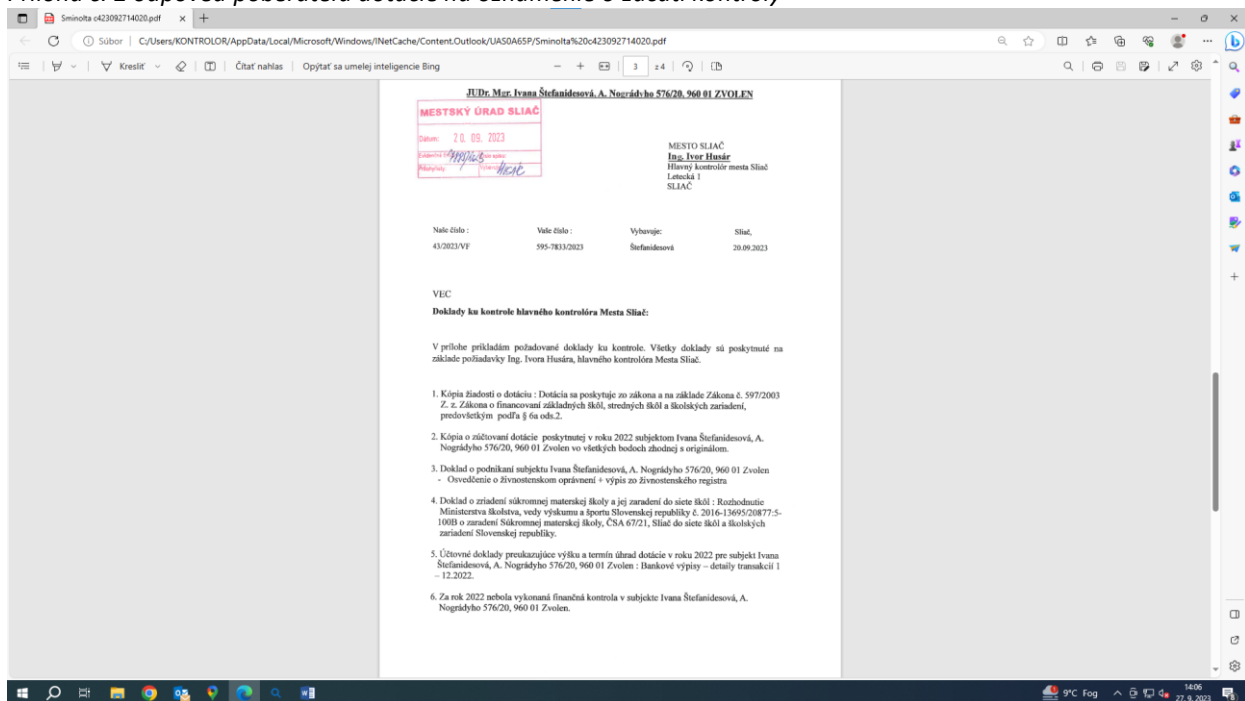 Sminolta c423092714020.pdf
Súbor | C:/Users/KONTROLOR/AppData/Local/Microsoft/Windows/INetCache/Content.Outlook/UAS0A65P/Sminolta%20c423092714020.pdf
Kresliť Čítať nahlas Opýtať sa umelej inteligencie Bing 3 z 4
JUDr. Mgr. Ivana Štefanidesová, A. Nográdyho 576/20, 960 01 ZVOLEN
MESTSKÝ ÚRAD SLIAČ
Dátum: 20. 09. 2023
MESTO SLIAČ
Ing. Ivor Husár
Hlavný kontrolór mesta Sliač
Letecká 1
SLIAČ
Naše číslo : Vaše číslo : Vybavuje: Sliač,
43/2023/VF 595-7833/2023 Štefanidesová 20.09.2023
VEC
Doklady ku kontrole hlavného kontrolóra Mesta Sliač:
V prílohe prikladám požadované doklady ku kontrole. Všetky doklady sú poskytnuté na
základe požiadavky Ing. Ivora Husára, hlavného kontrolóra Mesta Sliač.
1. Kópia žiadosti o dotáciu : Dotácia sa poskytuje zo zákona a na základe Zákona č. 597/2003
Z. z. Zákona o financovaní základných škôl, stredných škôl a školských zariadení,
predovšetkým podľa § 6a ods.2.
2. Kópia o zúčtovaní dotácie poskytnutej v roku 2022 subjektom Ivana Štefanidesová, A.
Nográdyho 576/20, 960 01 Zvolen vo všetkých bodoch zhodnej s originálom.
3. Doklad o podnikaní subjektu Ivana Štefanidesová, A. Nográdyho 576/20, 960 01 Zvolen
- Osvedčenie o živnostenskom oprávnení + výpis zo živnostenského registra
4. Doklad o zriadení súkromnej materskej školy a jej zaradení do siete škôl : Rozhodnutie
Ministerstva školstva, vedy výskumu a športu Slovenskej republiky č. 2016-13695/20877:5-
100B o zaradení Súkromnej materskej školy, ČSA 67/21, Sliač do siete škôl a školských
zariadení Slovenskej republiky.
5. Účtovné doklady preukazujúce výšku a termín úhrad dotácie v roku 2022 pre subjekt Ivana
Štefanidesová, A. Nográdyho 576/20, 960 01 Zvolen : Bankové výpisy – detaily transakcií 1
– 12.2022.
6. Za rok 2022 nebola vykonaná finančná kontrola v subjekte Ivana Štefanidesová, A.
Nográdyho 576/20, 960 01 Zvolen.
9°C Fog
14:06
27. 9. 2023